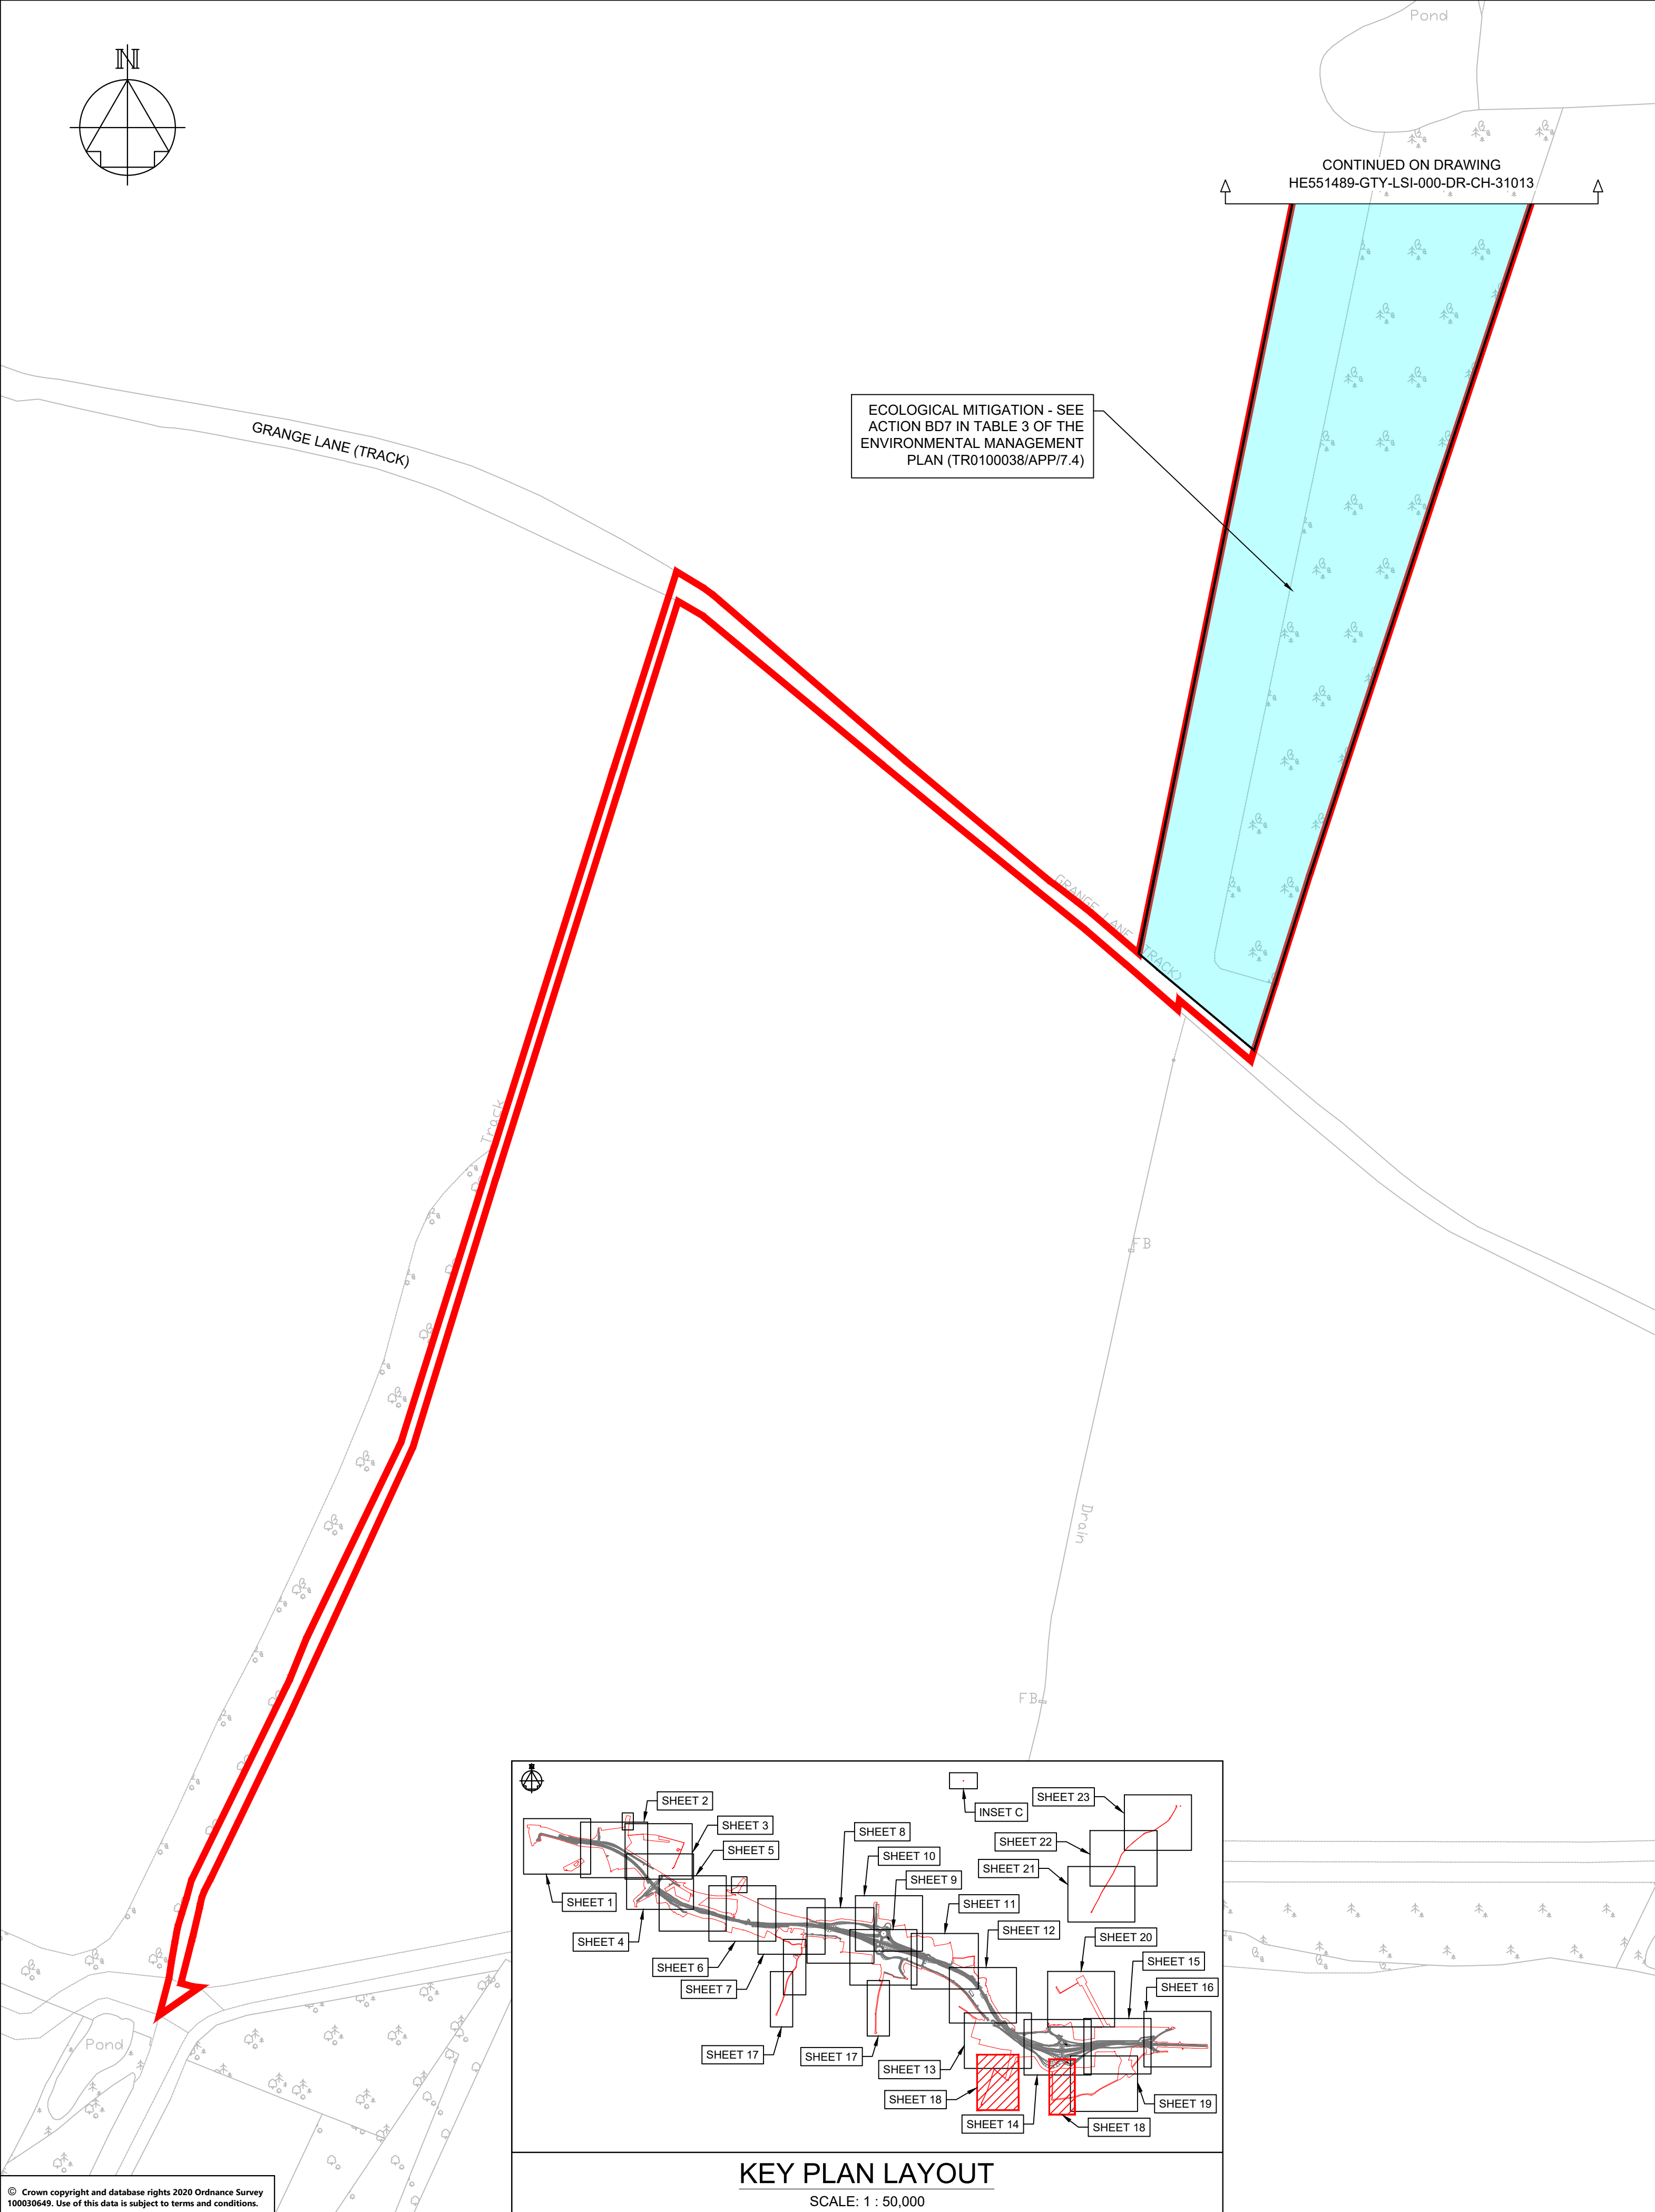 Pond
N
CONTINUED ON DRAWING
HE551489-GTY-LSI-000-DR-CH-31013
GRANGE LANE (TRACK)
ECOLOGICAL MITIGATION - SEE
ACTION BD7 IN TABLE 3 OF THE
ENVIRONMENTAL MANAGEMENT
PLAN (TR0100038/APP/7.4)
GRANGE LANE (TRACK)
Track
FB
Drain
FB
SHEET 23
SHEET 2
INSET C
SHEET 3
SHEET 8
SHEET 22
SHEET 5
SHEET 10
SHEET 21
SHEET 9
SHEET 1
SHEET 11
SHEET 12
SHEET 20
SHEET 4
SHEET 15
SHEET 6
SHEET 7
SHEET 16
SHEET 17
SHEET 17
SHEET 13
SHEET 18
SHEET 19
SHEET 14
SHEET 18
Pond
KEY PLAN LAYOUT
SCALE: 1 : 50,000
© Crown copyright and database rights 2020 Ordnance Survey
100030649. Use of this data is subject to terms and conditions.